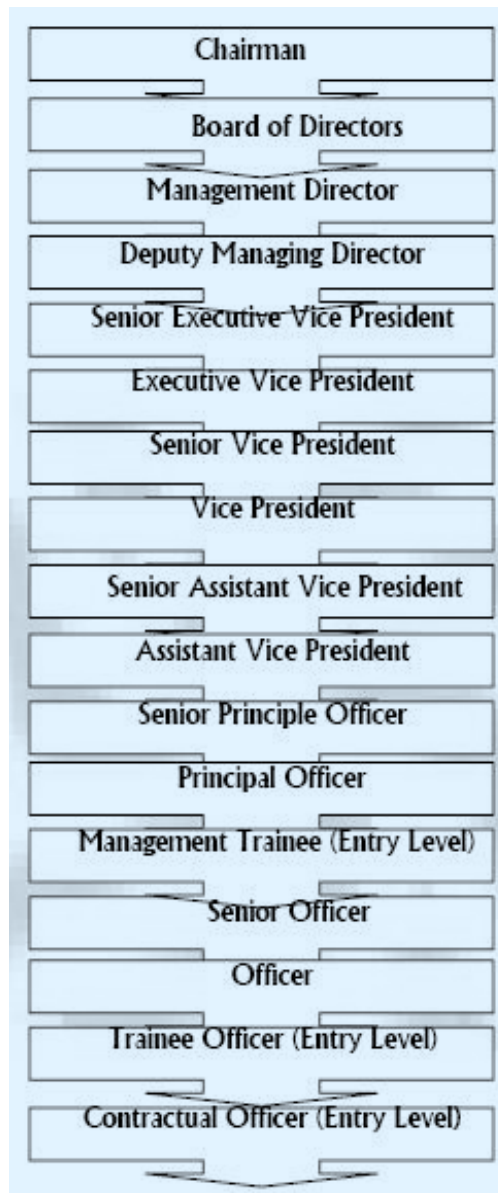 Chairman
Board of Directors
Management Director
Deputy Managing Director
Senior Executive Vice President
Executive Vice President
Senior Vice President
Vice President
Senior Assistant Vice President
Assistant Vice President
Senior Principle Officer
Principal Officer
Management Trainee (Entry Level)
Senior Officer
Officer
Trainee Officer (Entry Level)
Contractual Officer (Entry Level)